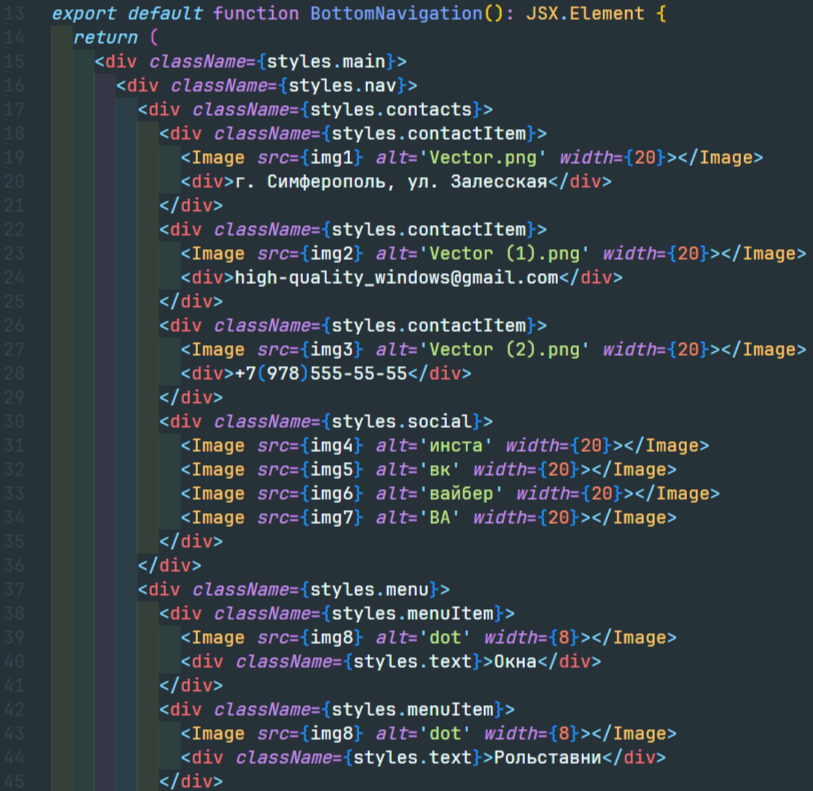 13 export default function BottomNavigation(): JSX.Element {
14 return (
15 <div className={styles.main}>
16 <div className={styles.nav}>
17 <div className={styles.contacts}>
18 <div className={styles.contactItem}>
19 <Image src={img1} alt='Vector.png' width={20}></Image>
20 <div>г. Симферополь, ул. Залесская</div>
21 </div>
22 <div className={styles.contactItem}>
23 <Image src={img2} alt='Vector (1).png' width={20}></Image>
24 <div>high-quality_windows@gmail.com</div>
25 </div>
26 <div className={styles.contactItem}>
27 <Image src={img3} alt='Vector (2).png' width={20}></Image>
28 <div>+7(978)555-55-55</div>
29 </div>
30 <div className={styles.social}>
31 <Image src={img4} alt='инста' width={20}></Image>
32 <Image src={img5} alt='вк' width={20}></Image>
33 <Image src={img6} alt='вайбер' width={20}></Image>
34 <Image src={img7} alt='ВА' width={20}></Image>
35 </div>
36 </div>
37 <div className={styles.menu}>
38 <div className={styles.menuItem}>
39 <Image src={img8} alt='dot' width={8}></Image>
40 <div className={styles.text}>Окна</div>
41 </div>
42 <div className={styles.menuItem}>
43 <Image src={img8} alt='dot' width={8}></Image>
44 <div className={styles.text}>Рольставни</div>
45 </div>